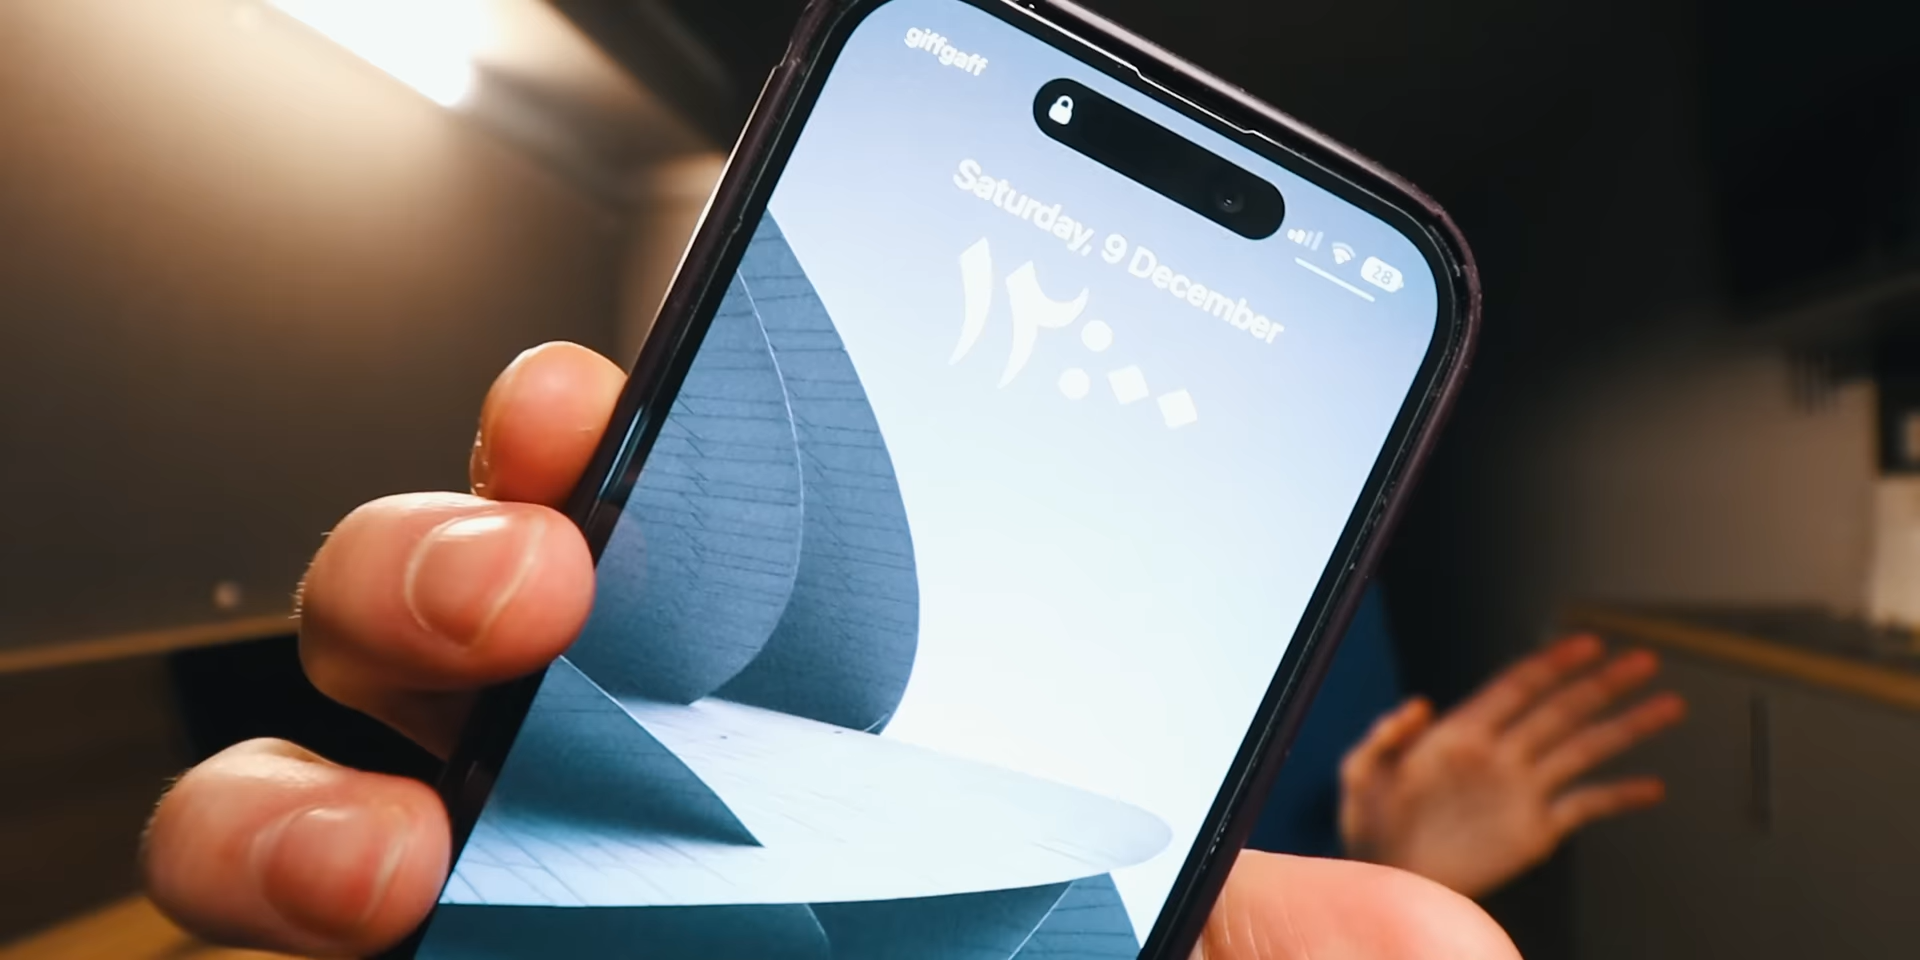 giffgaff
28
Saturday, 9 December
١٢:٠٠